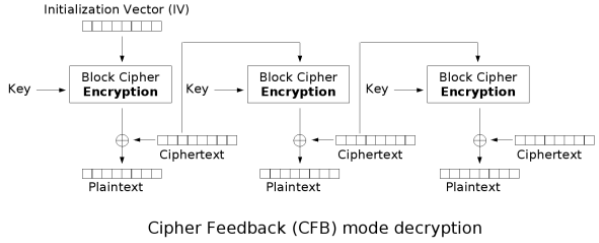 Initialization Vector (IV)
Key
Block Cipher
Encryption
Ciphertext
Plaintext
Key
Block Cipher
Encryption
Ciphertext
Plaintext
Key
Block Cipher
Encryption
Ciphertext
Plaintext
Cipher Feedback (CFB) mode decryption